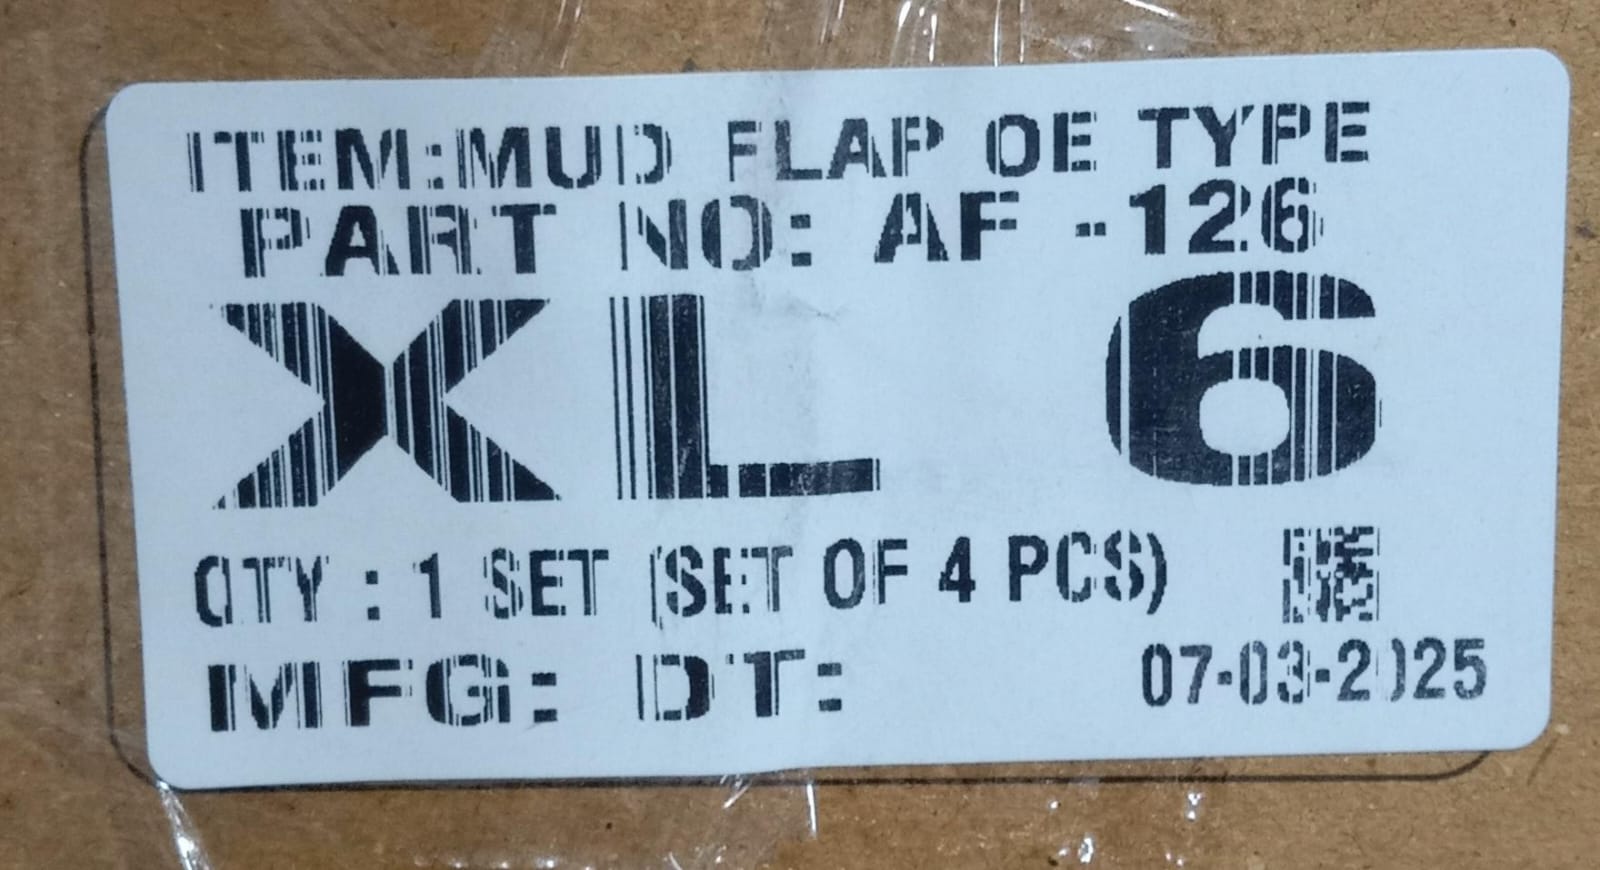 ITEM:MUD FLAP OE TYPE
PART NO: AF -126
XL 6
QTY : 1 SET (SET OF 4 PCS)
MFG: DT: 07-03-2025